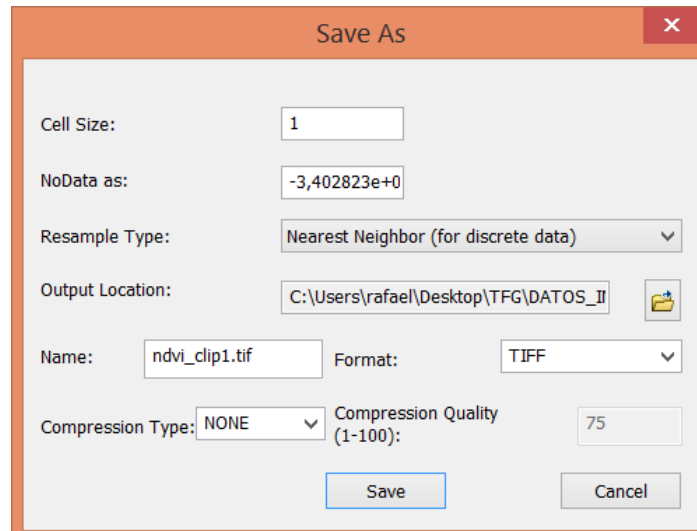 Save As
Cell Size: 1
NoData as: -3,402823e+0
Resample Type: Nearest Neighbor (for discrete data)
Output Location: C:\Users\rafael\Desktop\TFG\DATOS_II
Name: ndvi_clip1.tif Format: TIFF
Compression Type: NONE Compression Quality
(1-100): 75
Save Cancel